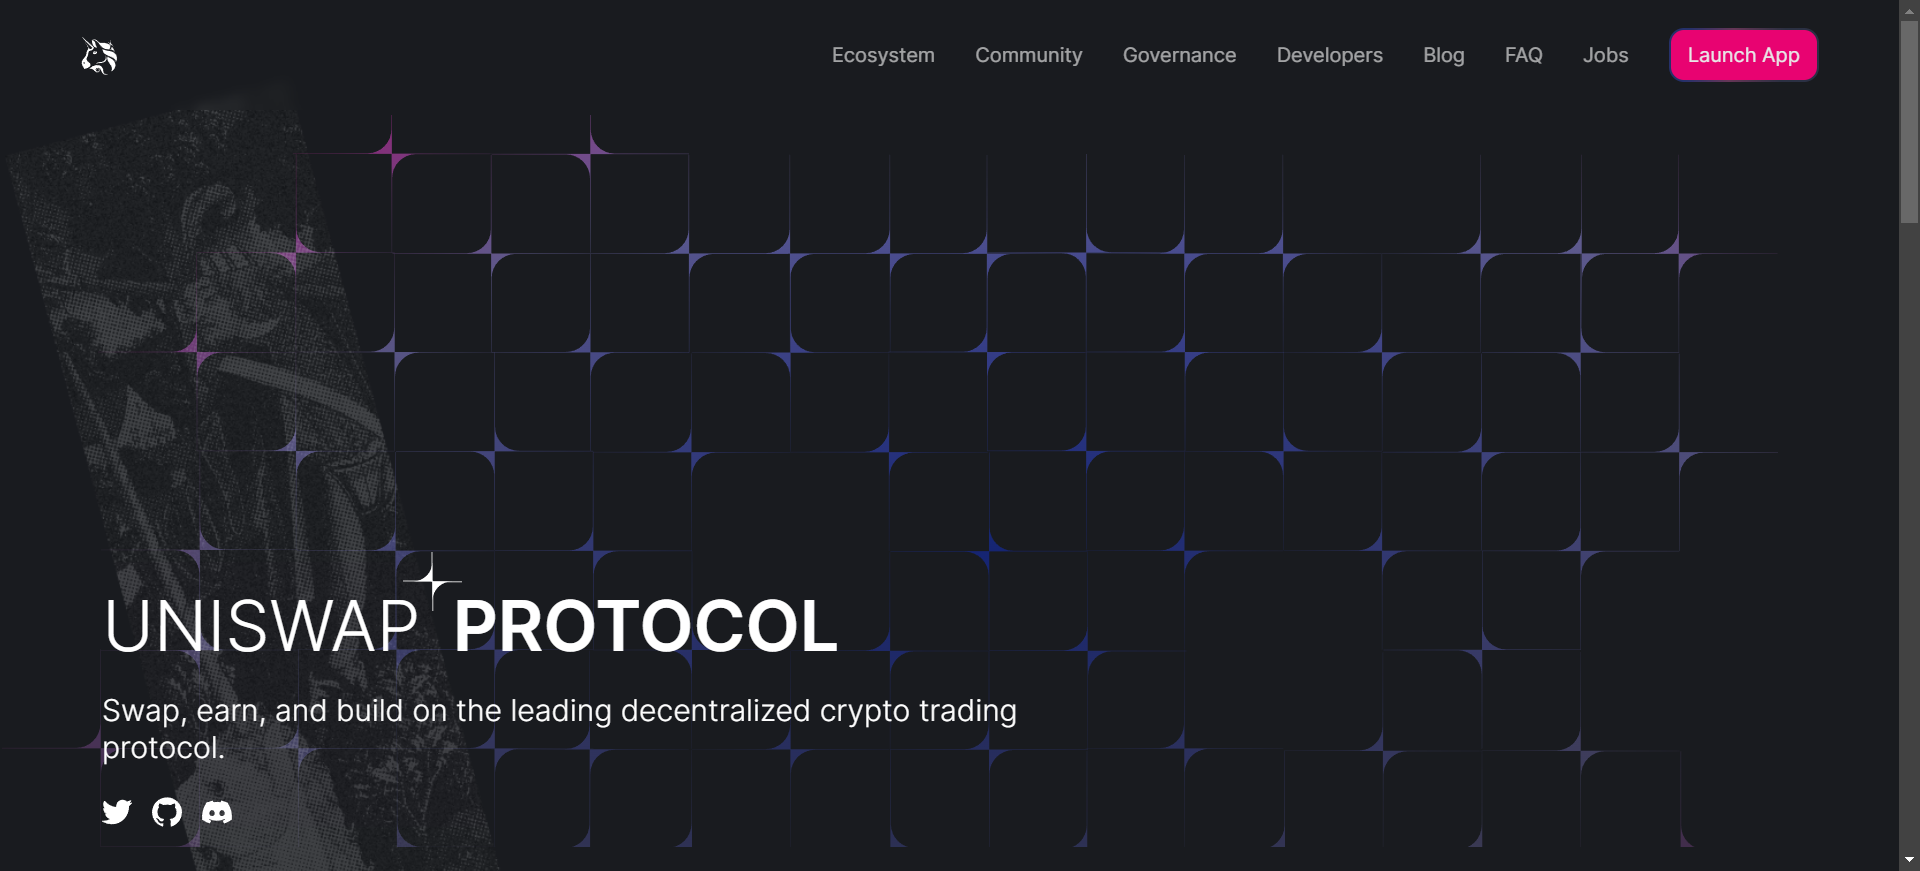 Ecosystem Community Governance Developers Blog FAQ Jobs Launch App
UNISWAP PROTOCOL
Swap, earn, and build on the leading decentralized crypto trading
protocol.